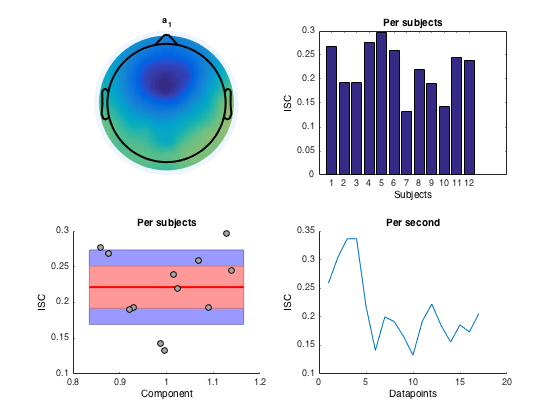 a1
Per subjects
0.3
0.25
0.2
0.15
0.1
0.05
0
ISC
1 2 3 4 5 6 7 8 9 10 11 12
Subjects
Per subjects
0.3
0.25
0.2
0.15
0.1
ISC
0.8 0.9 1 1.1 1.2
Component
Per second
0.35
0.3
0.25
0.2
0.15
0.1
ISC
0 5 10 15 20
Datapoints